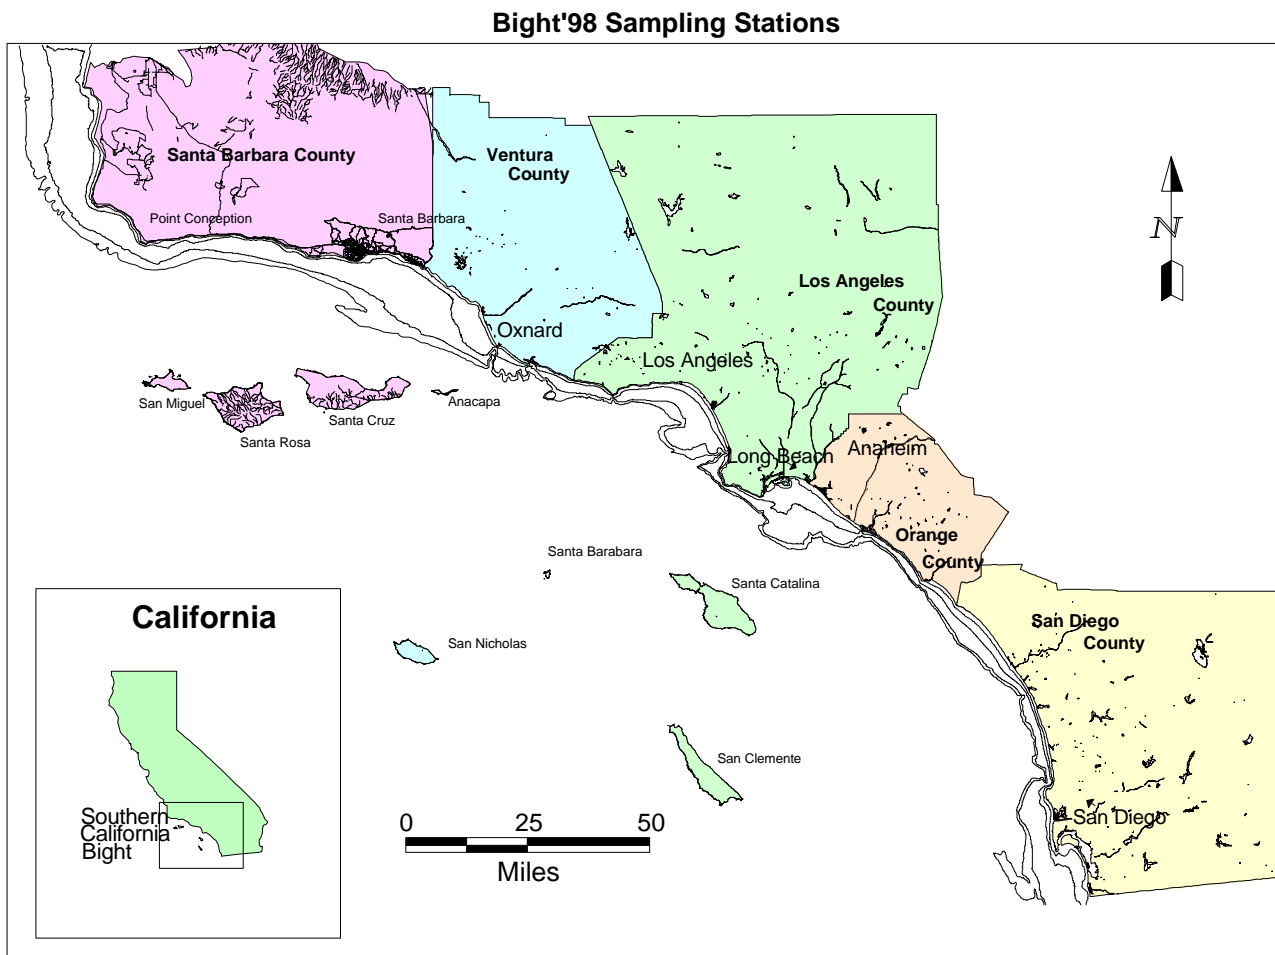 Bight'98 Sampling Stations
Santa Barbara County
Ventura
County
Point Conception
Santa Barbara
N
Los Angeles
County
Oxnard
Los Angeles
San Miguel
Santa Rosa
Santa Cruz
Anacapa
Long Beach
Anaheim
Orange
County
Santa Barabara
Santa Catalina
San Nicholas
San Diego
County
San Clemente
San Diego
California
Southern
California
Bight
0 25 50
Miles